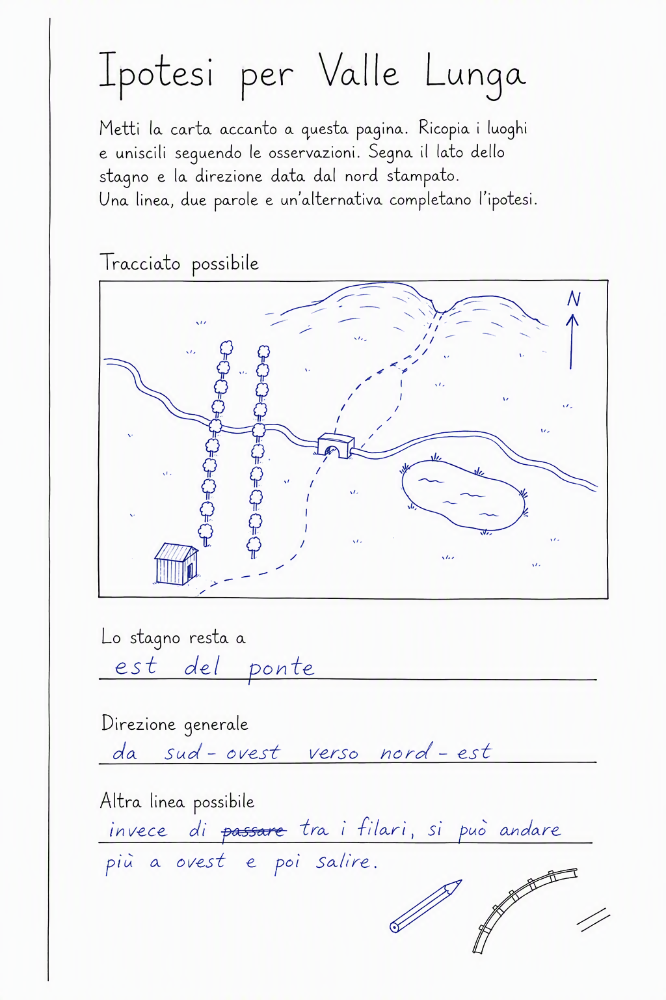 Ipotesi per Valle Lunga
Metti la carta accanto a questa pagina. Ricopia i luoghi
e uniscili seguendo le osservazioni. Segna il lato dello
stagno e la direzione data dal nord stampato.
Una linea, due parole e un'alternativa completano l'ipotesi.
Tracciato possibile
N
Lo stagno resta a
est del ponte
Direzione generale
da sud-ovest verso nord-est
Altra linea possibile
invece di passare tra i filari, si può andare
più a ovest e poi salire.